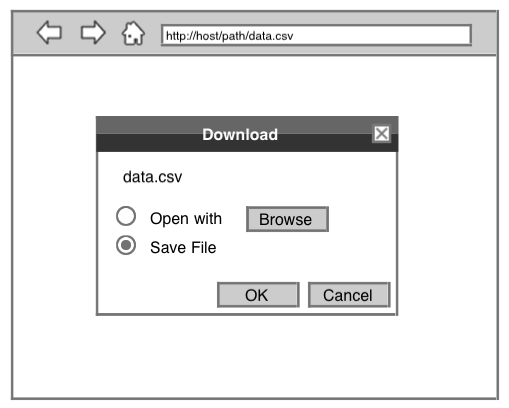 http://host/path/data.csv
Download
data.csv
Open with
Browse
Save File
OK
Cancel